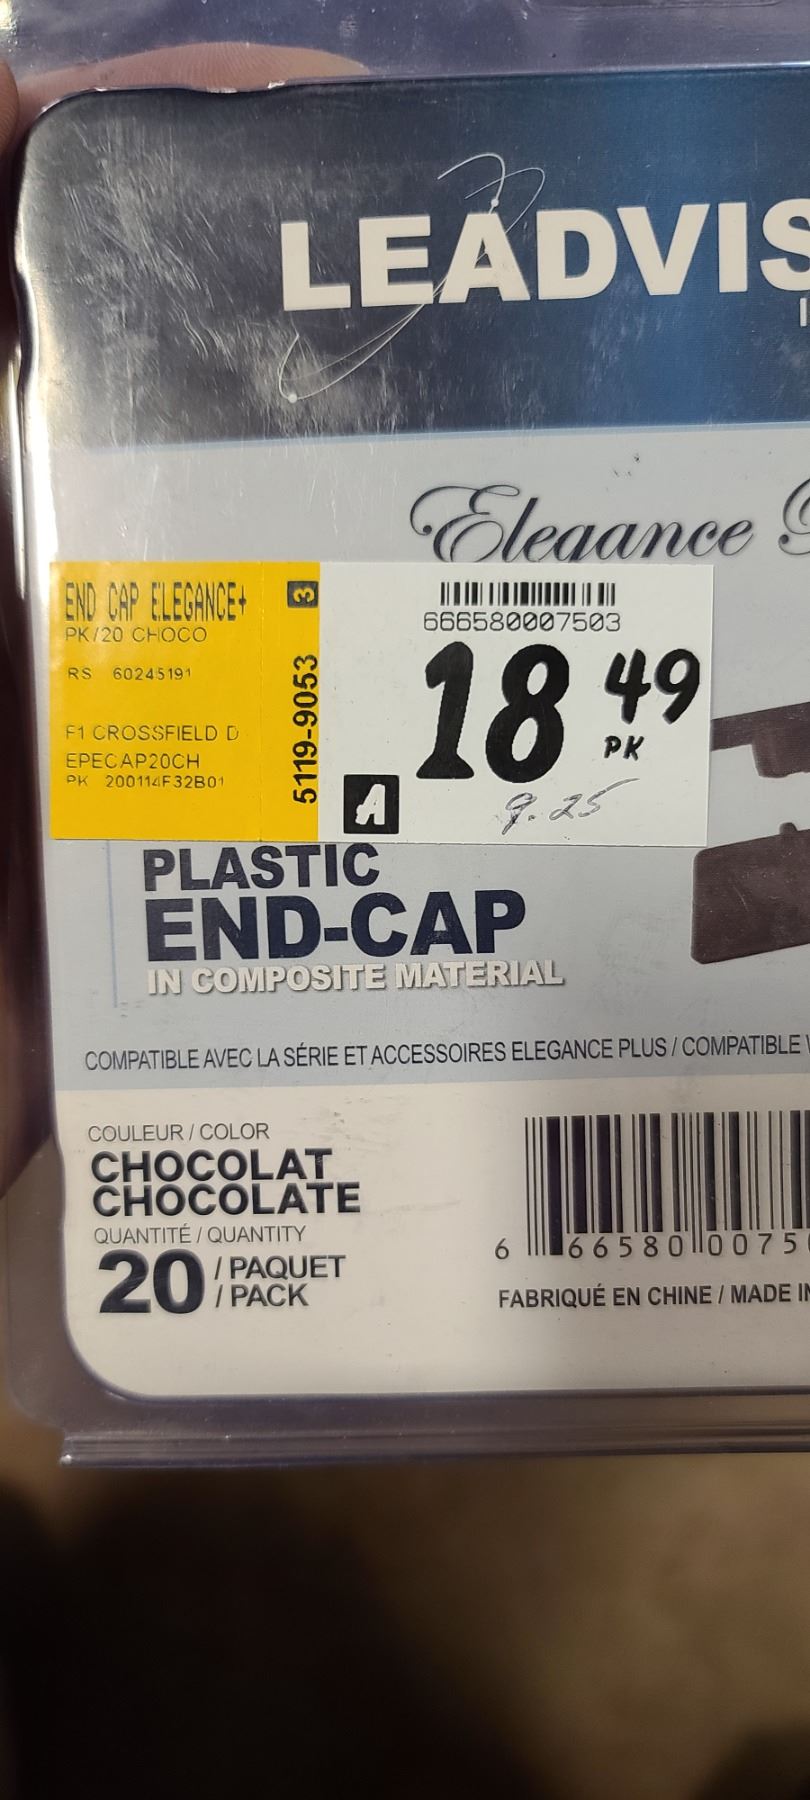 LEADVIS
Elegance
END CAP ELEGANCE+
PK/20 CHOCO
RS 60245191
F1 CROSSFIELD D
EPECAP20CH
PK 200114F32B01
3
5119-9053
666580007503
18 49
PK
A
9.25
PLASTIC
END-CAP
IN COMPOSITE MATERIAL
COMPATIBLE AVEC LA SÉRIE ET ACCESSOIRES ELEGANCE PLUS / COMPATIBLE
COULEUR / COLOR
CHOCOLAT
CHOCOLATE
QUANTITÉ / QUANTITY
20 / PAQUET
/ PACK
6 66580 0075
FABRIQUÉ EN CHINE / MADE IN